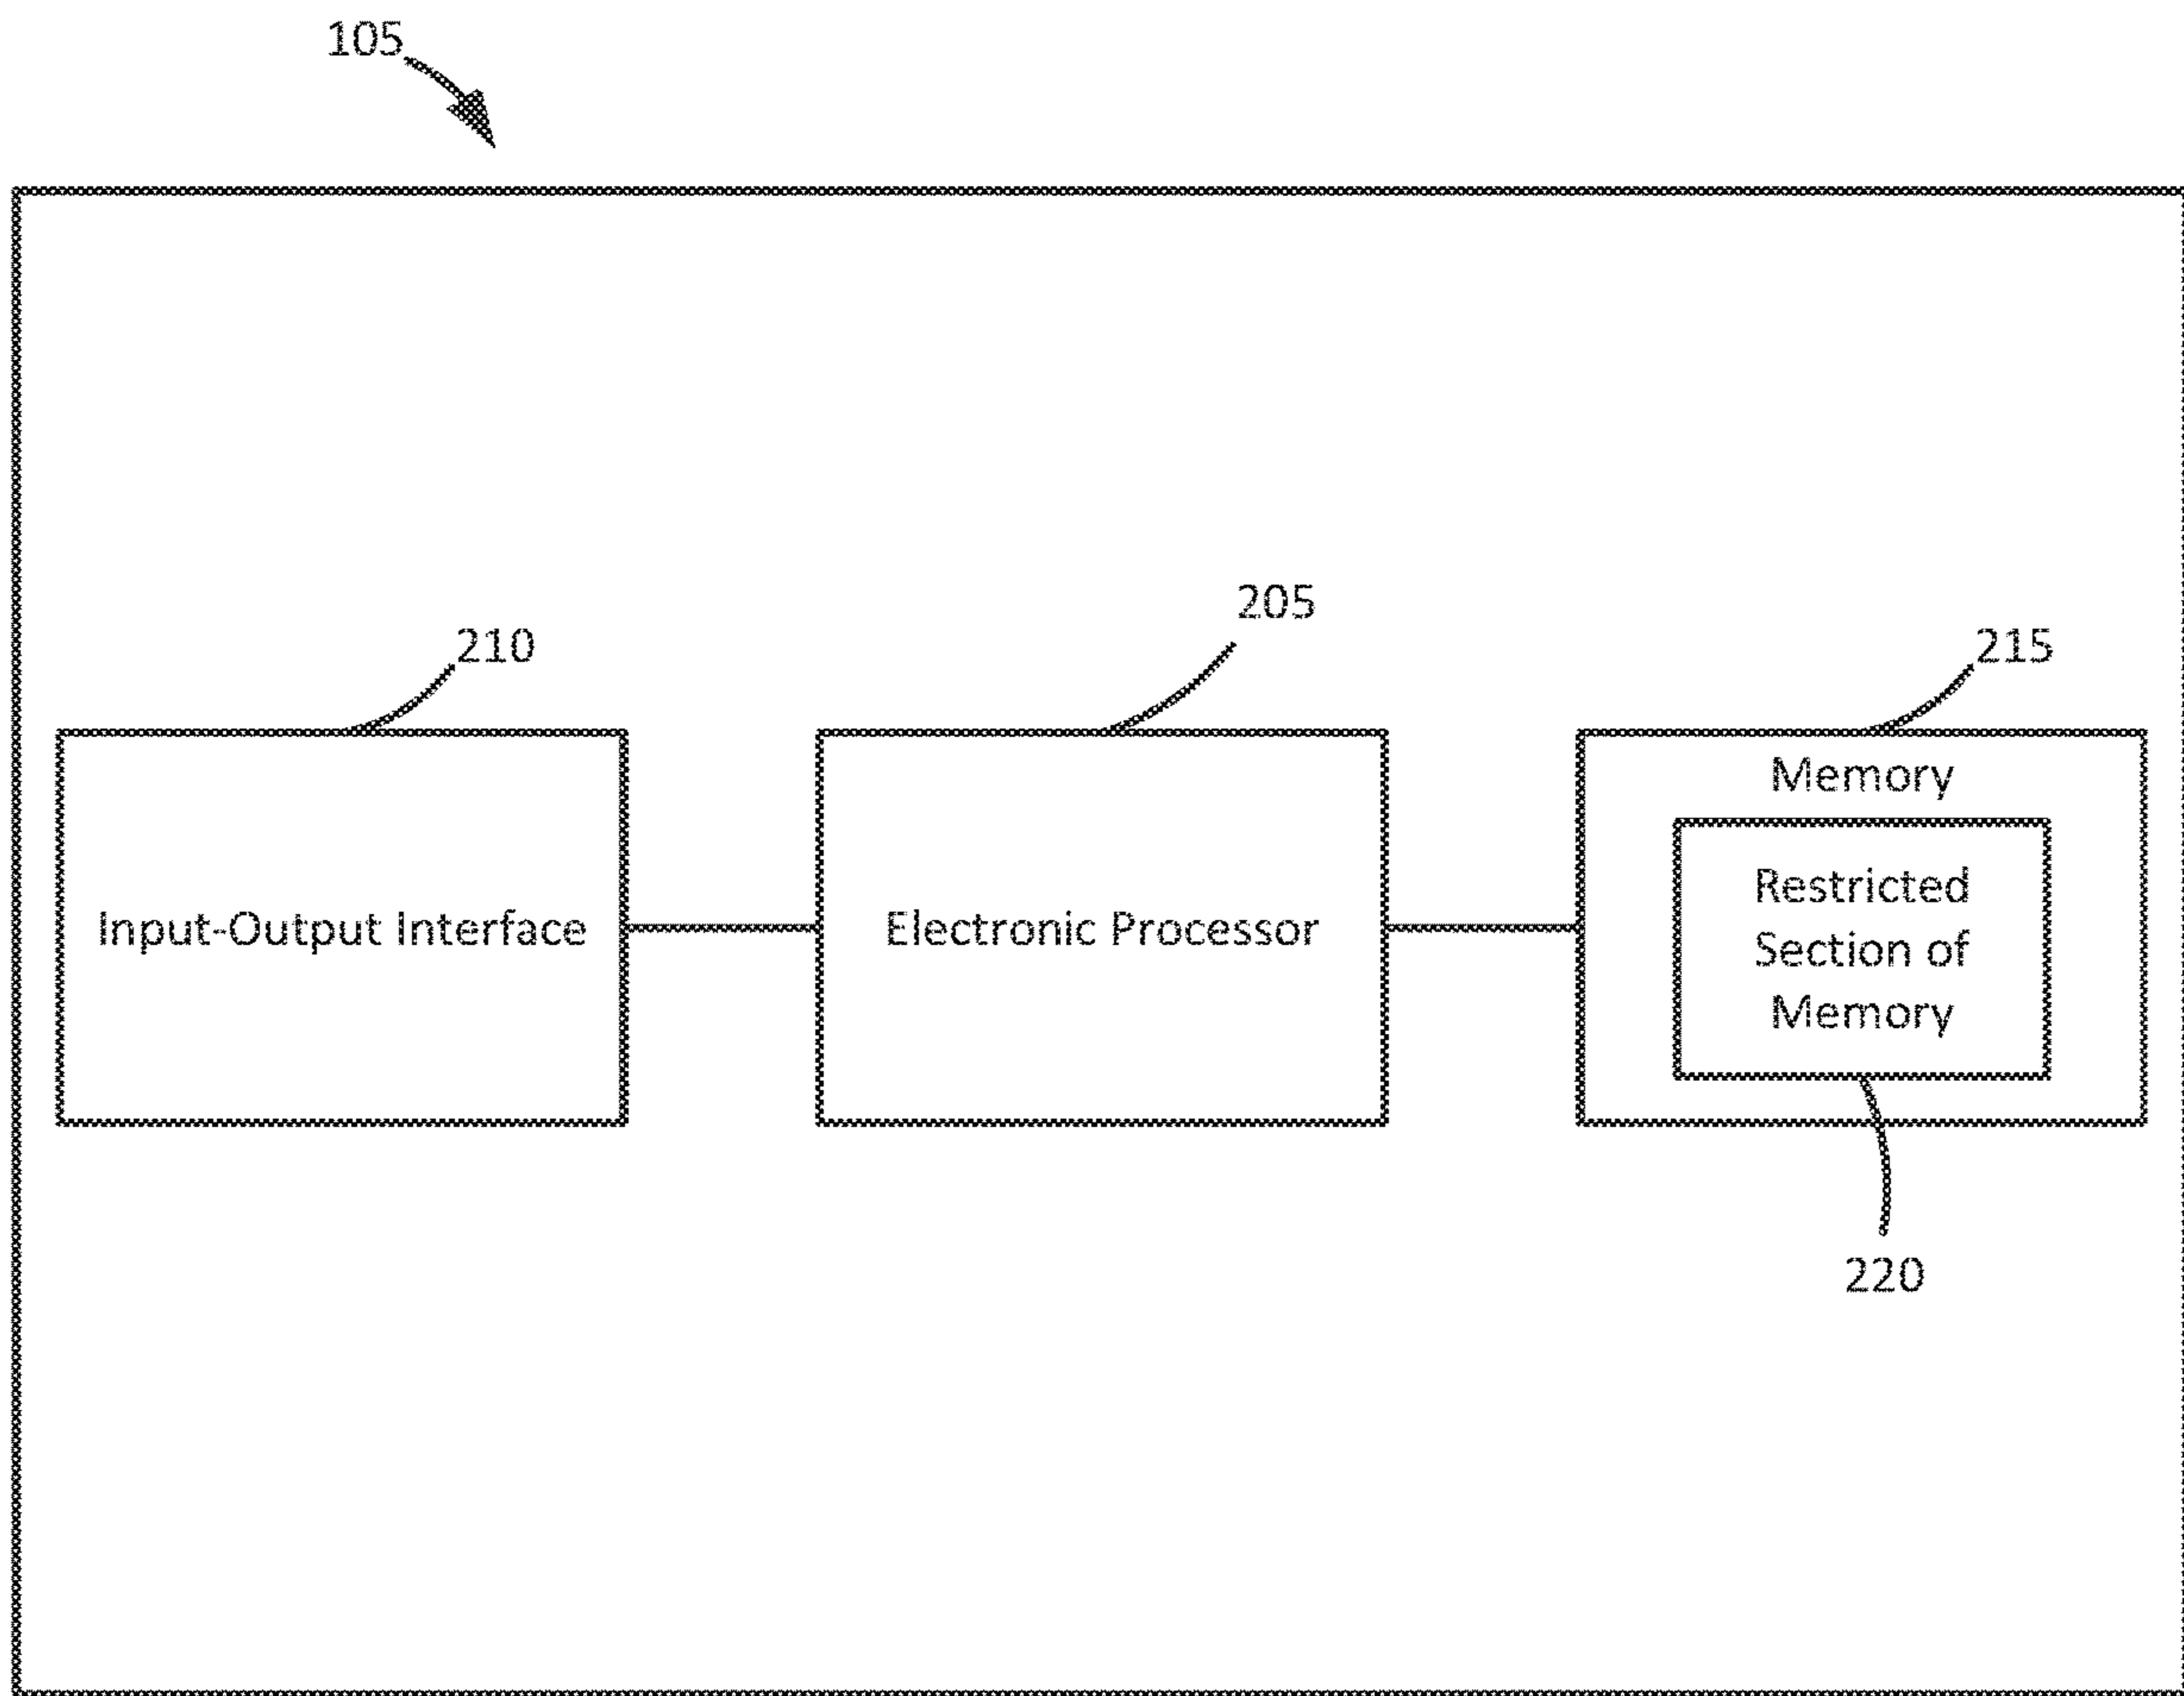 105
205
210
215
Memory
Restricted
Section of
Memory
Input-Output Interface
Electronic Processor
220